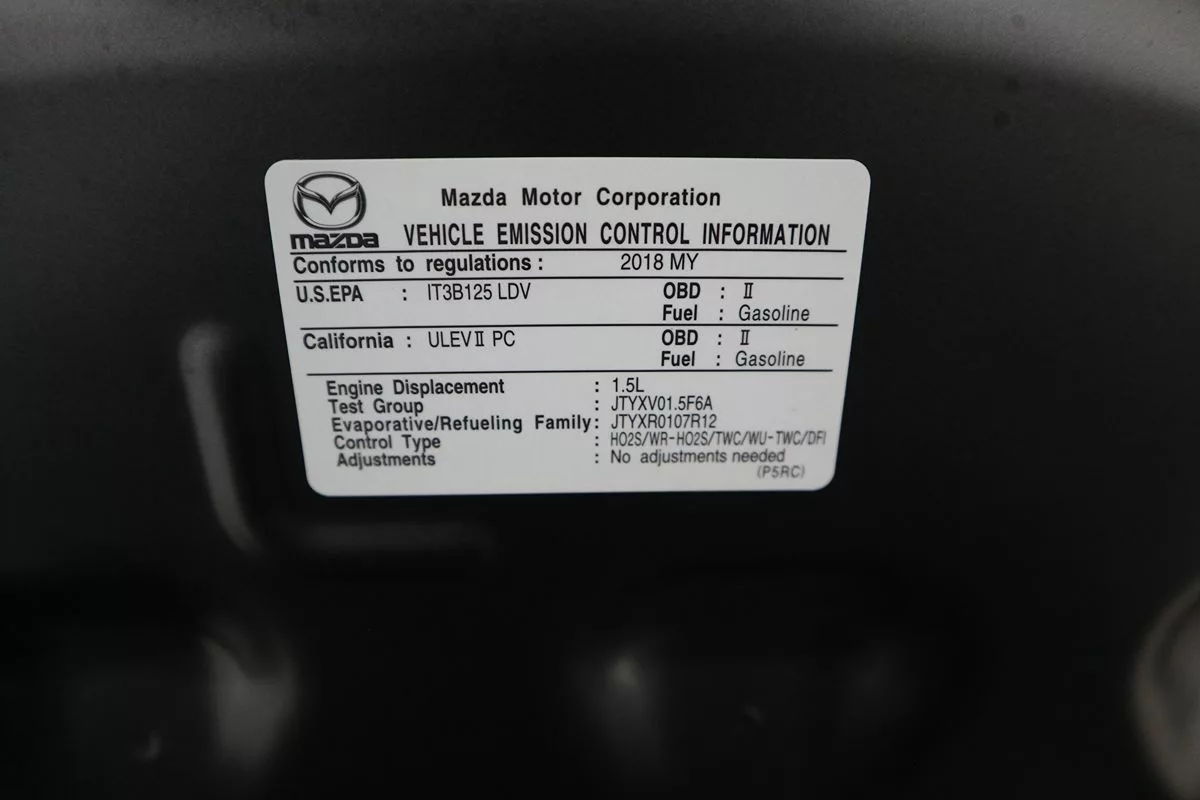 Mazda Motor Corporation
mazda VEHICLE EMISSION CONTROL INFORMATION
Conforms to regulations : 2018 MY
U.S.EPA : IT3B125 LDV OBD : Ⅱ
Fuel : Gasoline
California : ULEVⅡ PC OBD : Ⅱ
Fuel : Gasoline
Engine Displacement : 1.5L
Test Group : JTYXV01.5F6A
Evaporative/Refueling Family : JTYXR0107R12
Control Type : HO2S/WR-HO2S/TWC/WU-TWC/DFI
Adjustments : No adjustments needed
(P5RC)